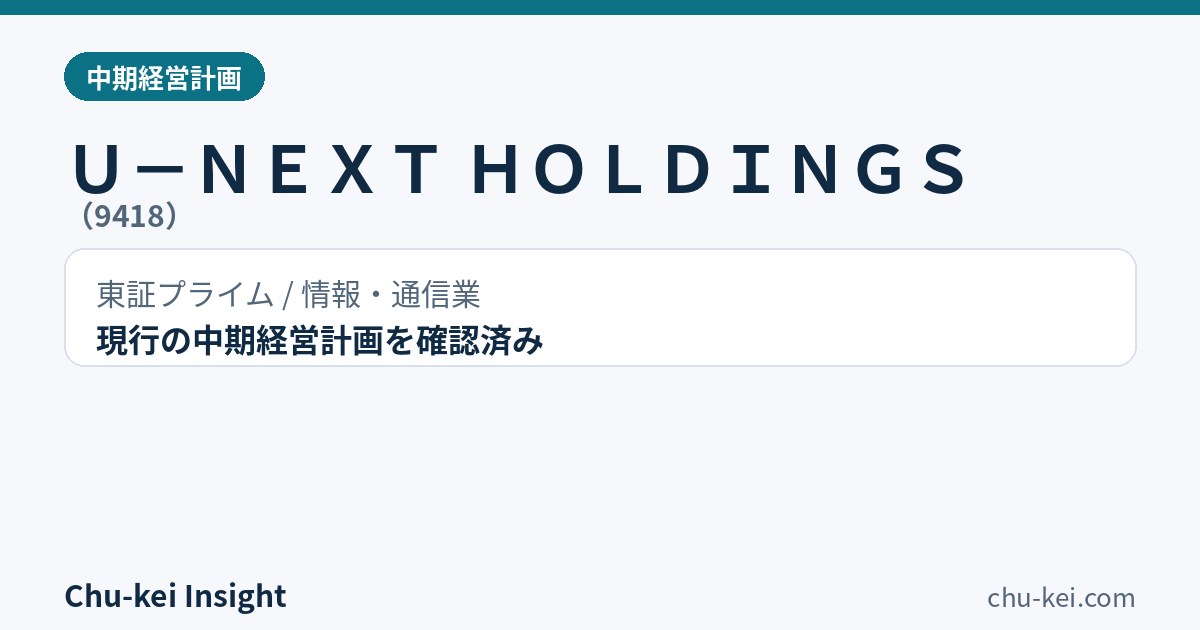 中期経営計画
Ｕ－ＮＥＸＴ ＨＯＬＤＩＮＧＳ
（9418）
東証プライム / 情報・通信業
現行の中期経営計画を確認済み
Chu-kei Insight
chu-kei.com